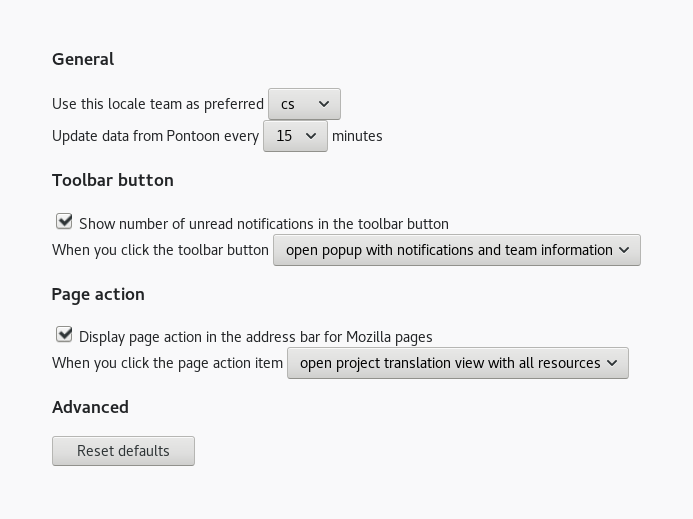 General
Use this locale team as preferred cs
Update data from Pontoon every 15 minutes
Toolbar button
Show number of unread notifications in the toolbar button
When you click the toolbar button open popup with notifications and team information
Page action
Display page action in the address bar for Mozilla pages
When you click the page action item open project translation view with all resources
Advanced
Reset defaults